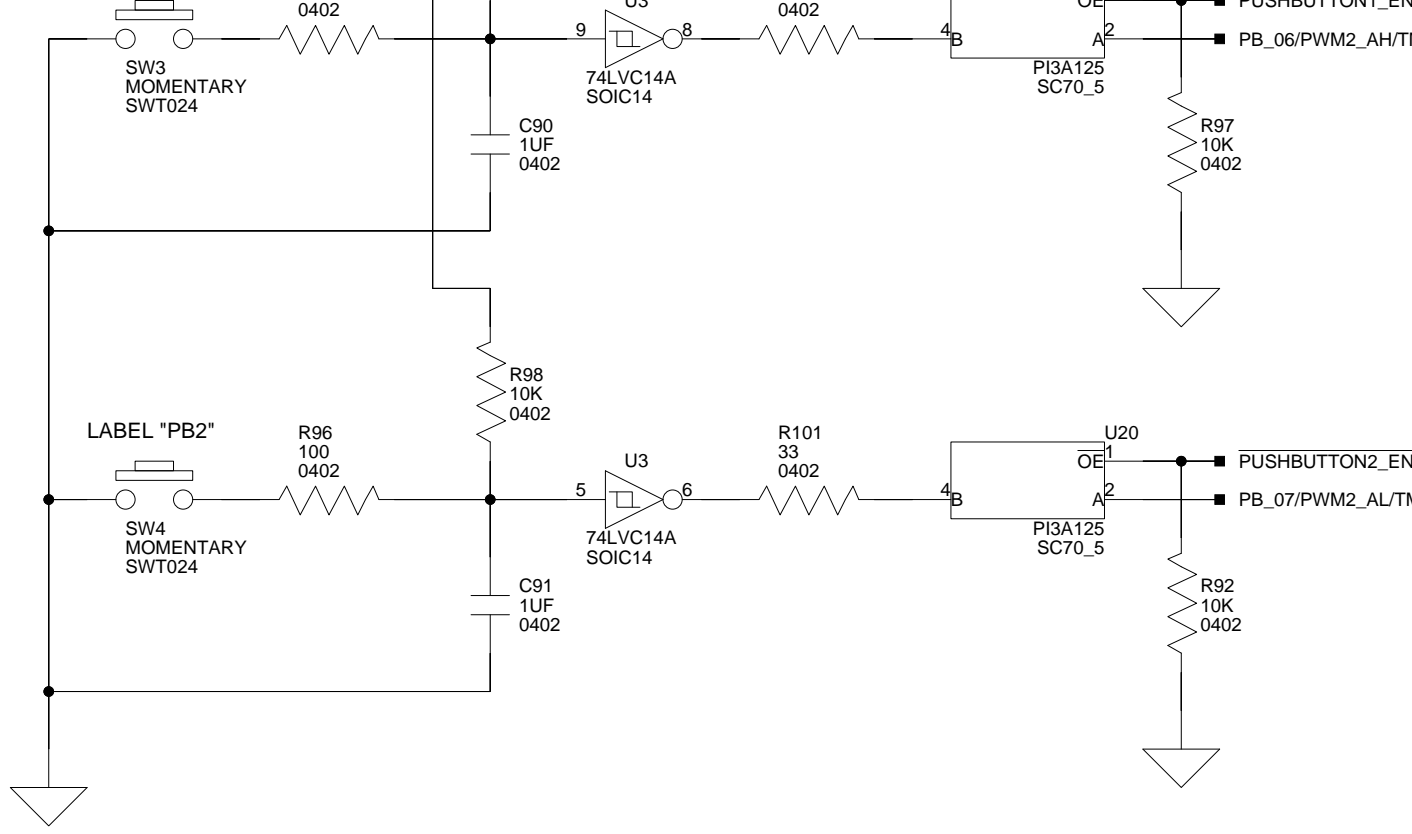 0402
SW3
MOMENTARY
SWT024
C90
1UF
0402
9
8
74LVC14A
SOIC14
0402
4
B
OE
A
2
PB_06/PWM2_AH/T
PI3A125
SC70_5
R97
10K
0402
R98
10K
0402
LABEL "PB2"
R96
100
0402
SW4
MOMENTARY
SWT024
C91
1UF
0402
U3
5
6
74LVC14A
SOIC14
R101
33
0402
U20
4
B
OE
1
A
2
PUSHBUTTON2_EN
PB_07/PWM2_AL/T
PI3A125
SC70_5
R92
10K
0402